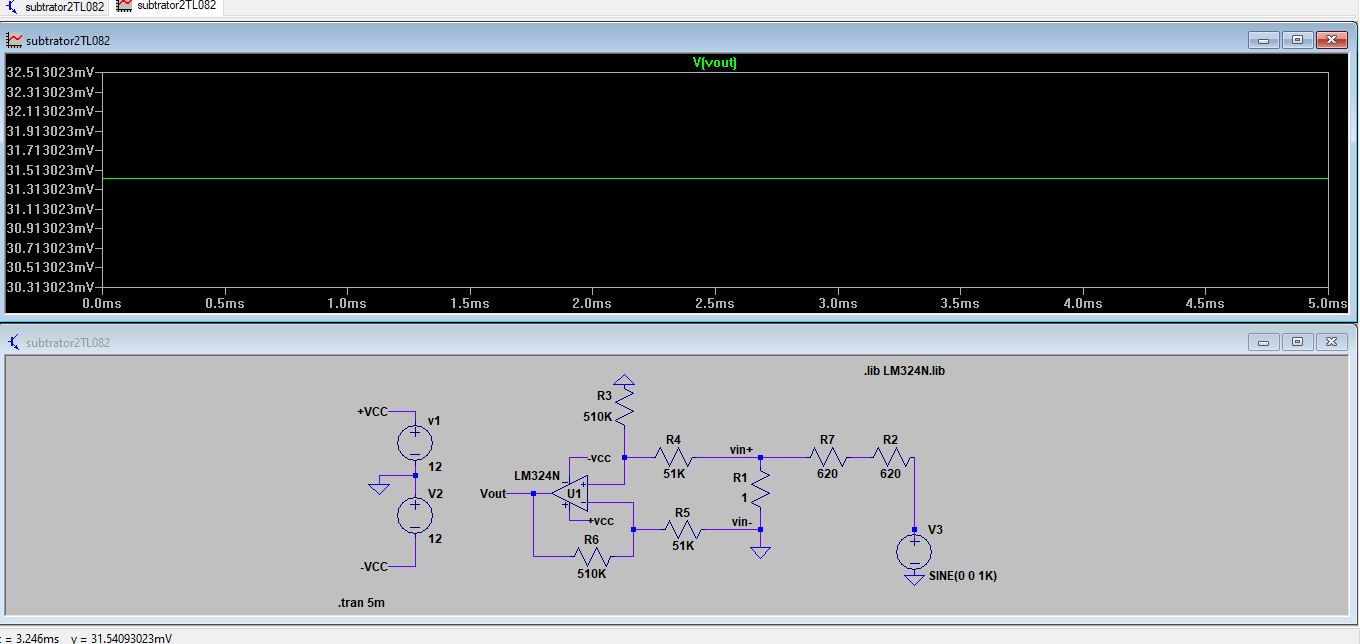 subtrator2TL082 subtrator2TL082
subtrator2TL082
V(vout)
32.513023mV
32.313023mV
32.113023mV
31.913023mV
31.713023mV
31.513023mV
31.313023mV
31.113023mV
30.913023mV
30.713023mV
30.513023mV
30.313023mV
0.0ms 0.5ms 1.0ms 1.5ms 2.0ms 2.5ms 3.0ms 3.5ms 4.0ms 4.5ms 5.0ms
subtrator2TL082
.lib LM324N.lib
R3
510K
+VCC
v1
12
V2
12
-VCC
.tran 5m
LM324N
-vcc
U1
+vcc
Vout
R4
51K
vin+
R1
1
R5
51K
vin-
R6
510K
R7
620
R2
620
V3
SINE(0 0 1K)
= 3.246ms y = 31.54093023mV